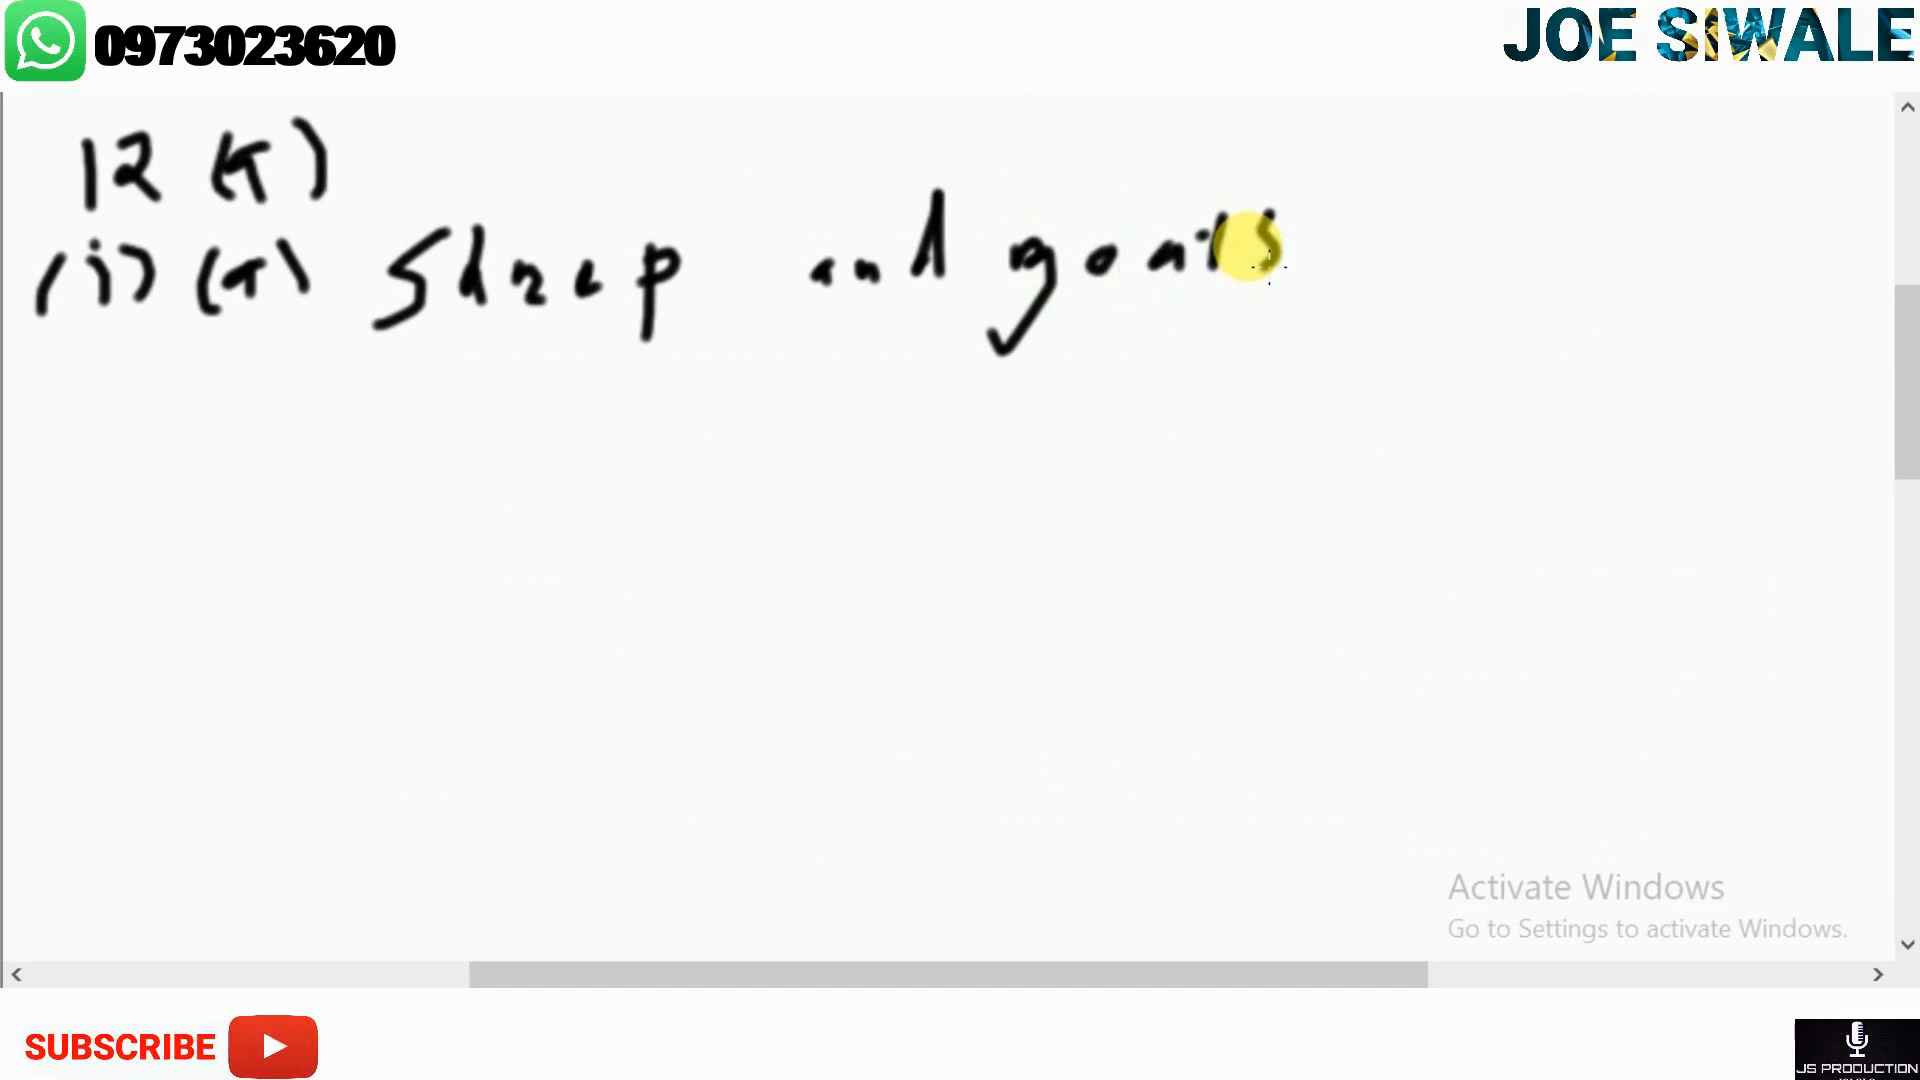 0973023620
JOE SIWALE
12 (a)
(i) (a) Sheep and goats
Activate Windows
Go to Settings to activate Windows.
SUBSCRIBE
JS PRODUCTION